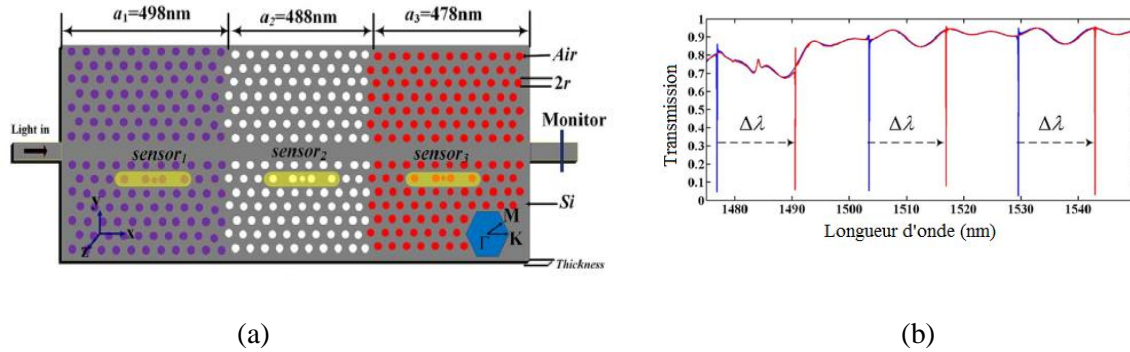 a₁=498nm
a₂=488nm
a₃=478nm
Air
2r
Monitor
Light in
sensor₁
sensor₂
sensor₃
Si
y
x
z
M
Γ
K
Thickness
(a)
Transmission
1
0.9
0.8
0.7
0.6
0.5
0.4
0.3
0.2
0.1
0
Δλ
Δλ
Δλ
1480 1490 1500 1510 1520 1530 1540
Longueur d'onde (nm)
(b)